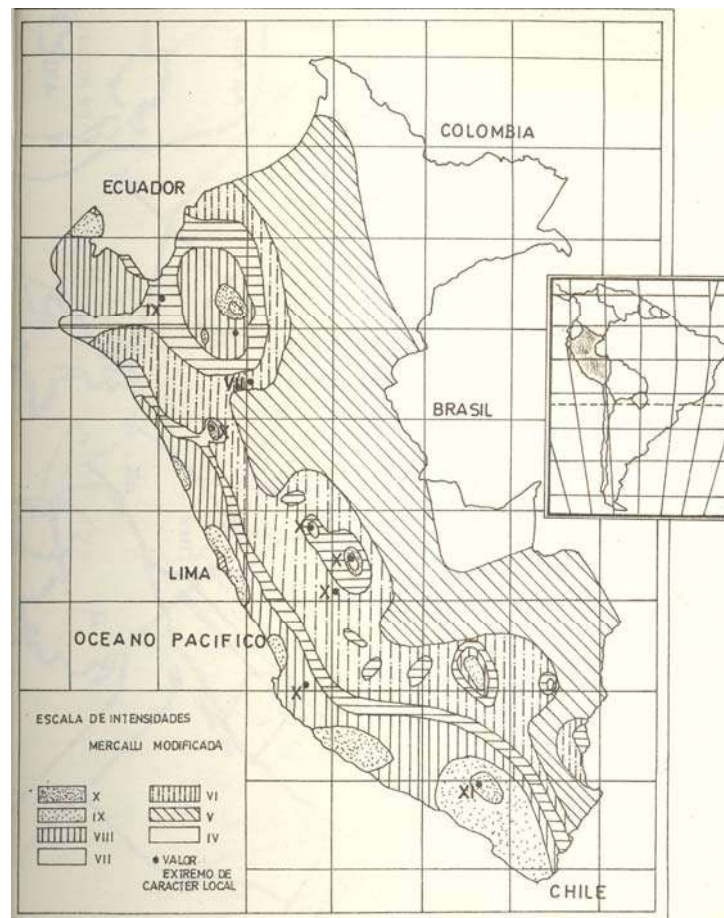 COLOMBIA
ECUADOR
IX
VII
BRASIL
X
X
X
LIMA
X
OCEANO PACIFICO
X
ESCALA DE INTENSIDADES
MERCALLI MODIFICADA
X
VI
IX
V
VIII
IV
VII
VALOR
EXTREMO DE
CARACTER LOCAL
XI
CHILE